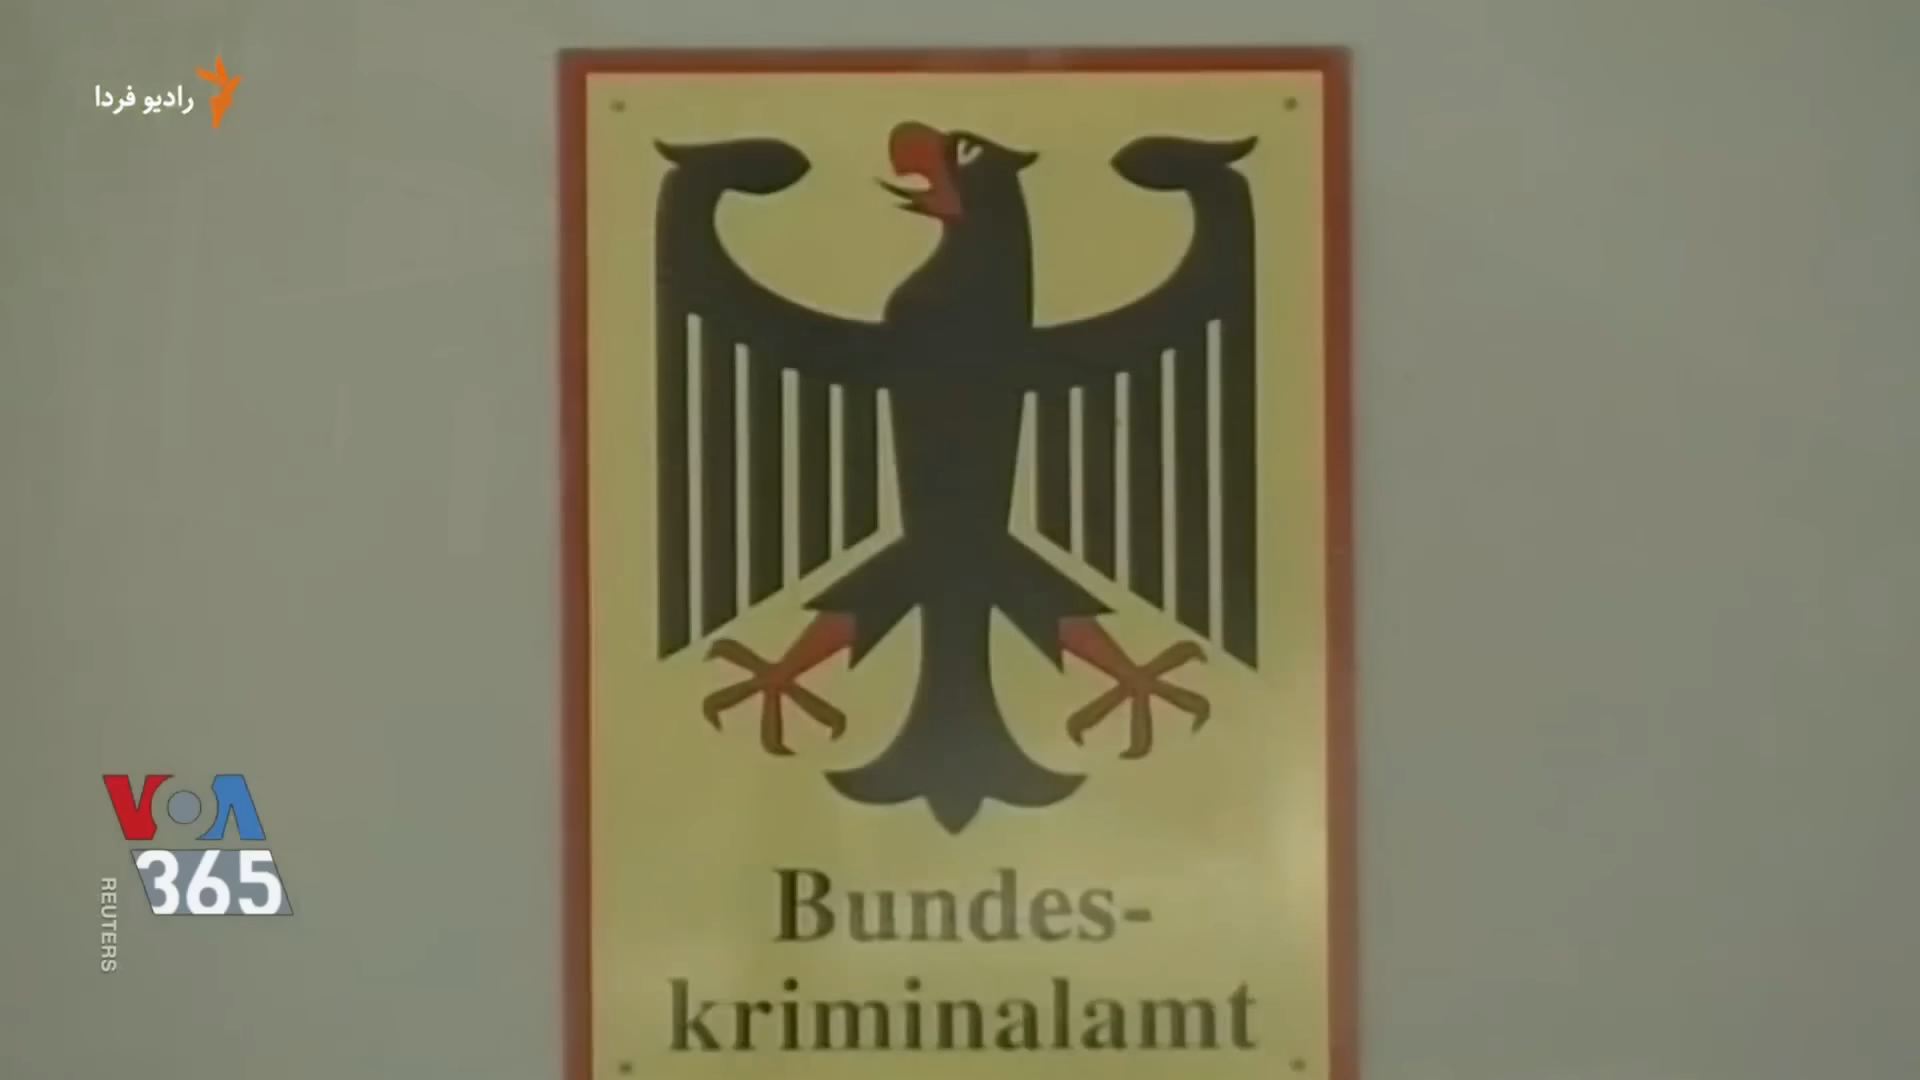 رادیو فردا
VOA
365
REUTERS
Bundes-
kriminalamt